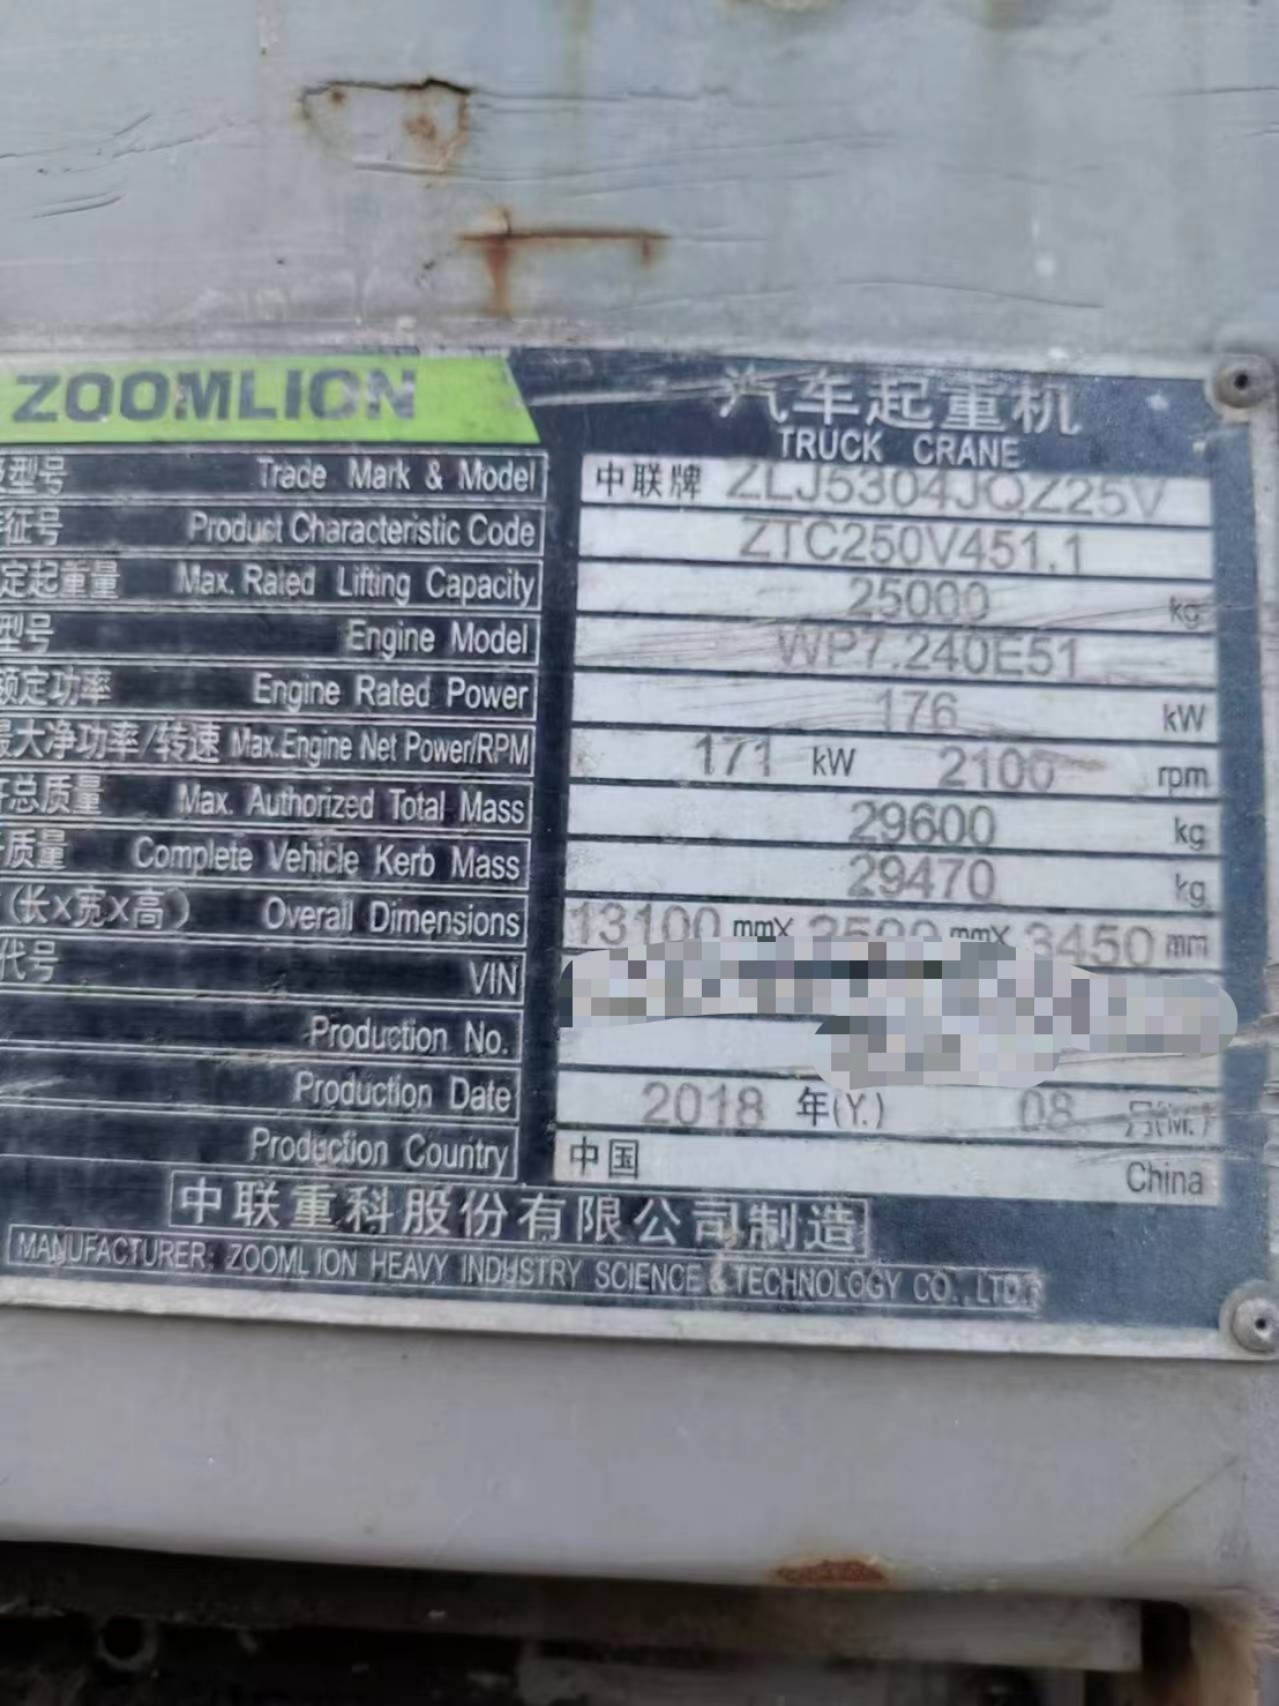 ZOOMLION 汽车起重机
TRUCK CRANE
型号 Trade Mark & Model 中联牌 ZLJ5304JQZ25V
征号 Product Characteristic Code ZTC250V451.1
定起重量 Max. Rated Lifting Capacity 25000 kg
型号 Engine Model WP7.240E51
额定功率 Engine Rated Power 176 kW
最大净功率/转速 Max.Engine Net Power/RPM 171 kW 2100 rpm
总质量 Max. Authorized Total Mass 29600 kg
质量 Complete Vehicle Kerb Mass 29470 kg
(长X宽X高) Overall Dimensions 13100 mmX mmX 3450 mm
代号 VIN
Production No.
Production Date 2018 年(Y.) 08 月(M.)
Production Country 中国 China
中联重科股份有限公司制造
MANUFACTURER: ZOOMLION HEAVY INDUSTRY SCIENCE & TECHNOLOGY CO.,LTD.